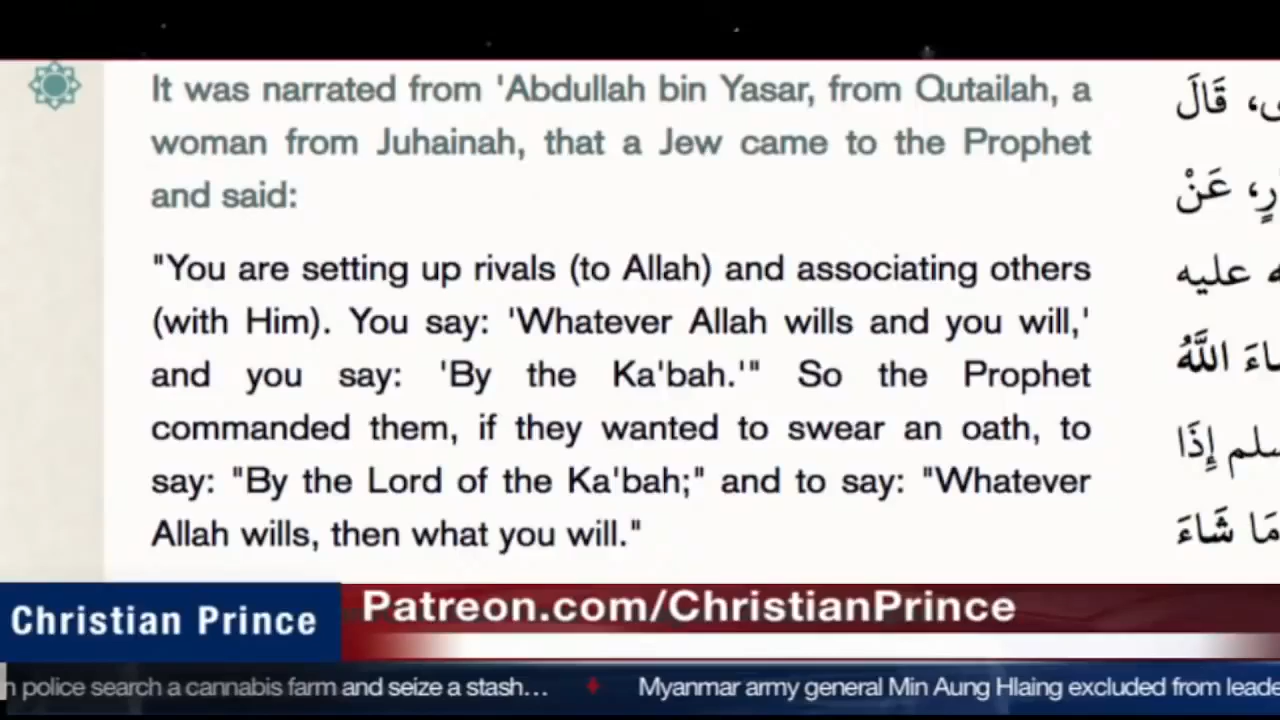 It was narrated from 'Abdullah bin Yasar, from Qutailah, a
woman from Juhainah, that a Jew came to the Prophet
and said:
"You are setting up rivals (to Allah) and associating others
(with Him). You say: 'Whatever Allah wills and you will,'
and you say: 'By the Ka'bah.'" So the Prophet
commanded them, if they wanted to swear an oath, to
say: "By the Lord of the Ka'bah;" and to say: "Whatever
Allah wills, then what you will."
قَالَ
عَنْ
عليه
اللَّهُ
إِذَا
مَا شَاءَ
Christian Prince
Patreon.com/ChristianPrince
police search a cannabis farm and seize a stash...
Myanmar army general Min Aung Hlaing excluded from